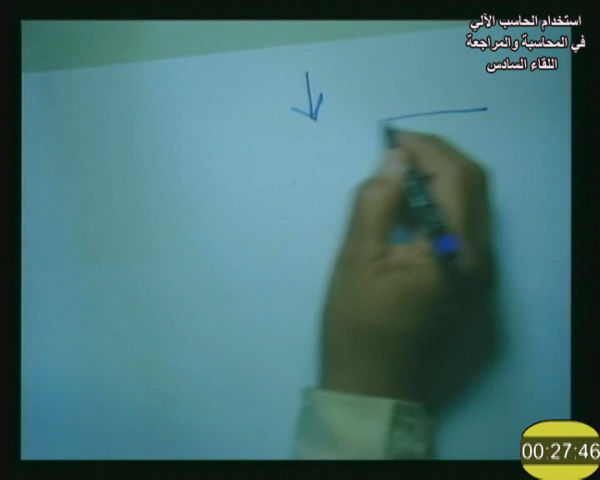 استخدام الحاسب الآلي
في المحاسبة والمراجعة
اللقاء السادس
00:27:46